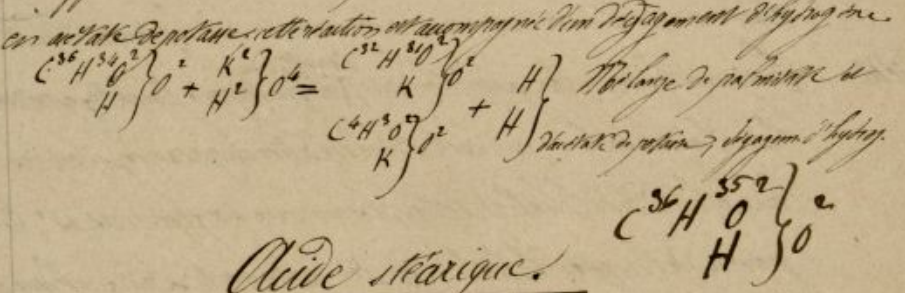 en acétate de potasse, cette réaction est accompagnée d'un dégagement d'hydrogène
C³⁶H³⁴O² } O² + K² } O⁴ = C³²H³¹O² } O² + H } Mélange de palmitate et
H } H² } K } H } d'acétate de potasse, dégagem. d'hydrog.
C⁴H³O² } O²
K }
C³⁶H³⁵O² } O²
H }
Acide stéarique.